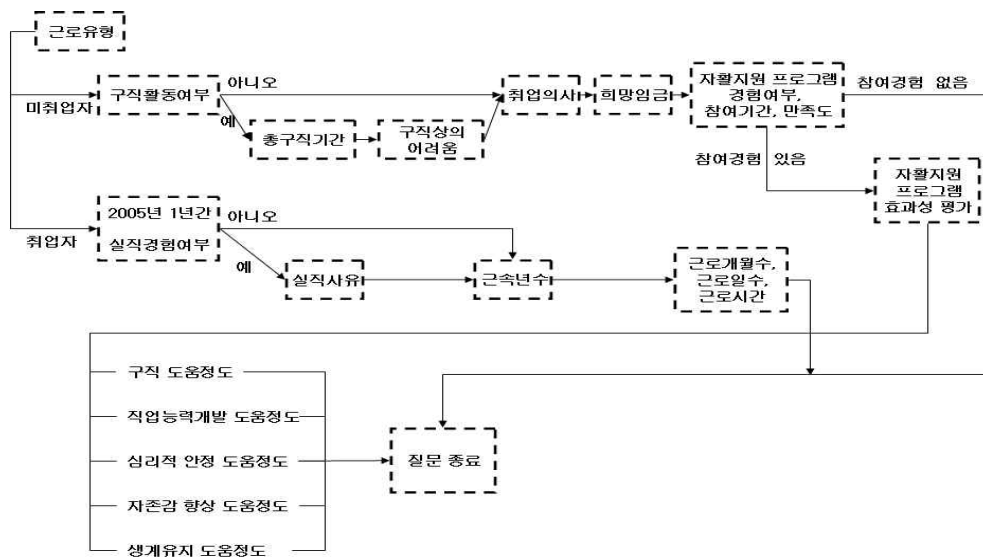 근로유형
미취업자
구직활동여부
아니오
예
총구직기간
구직상의
어려움
취업의사
희망임금
자활지원 프로그램
경험여부,
참여기간, 만족도
참여경험 없음
참여경험 있음
자활지원
프로그램
효과성 평가
취업자
2005년 1년간
실직경험여부
아니오
예
실직사유
근속년수
근로개월수,
근로일수,
근로시간
구직 도움정도
직업능력개발 도움정도
심리적 안정 도움정도
자존감 향상 도움정도
생계유지 도움정도
질문 종료